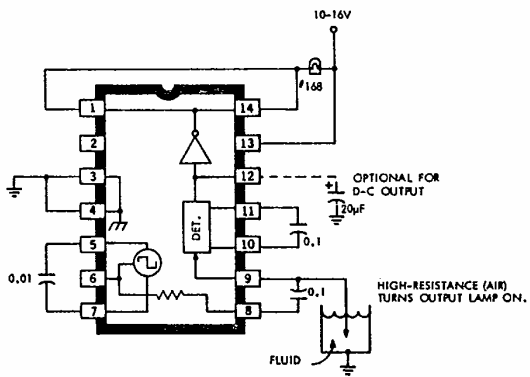 10-16V
#168
1
14
2
13
3
12
OPTIONAL FOR
D-C OUTPUT
+
20µF
4
11
DET.
0.1
5
10
0.01
6
9
0.1
HIGH-RESISTANCE (AIR)
TURNS OUTPUT LAMP ON.
7
8
FLUID